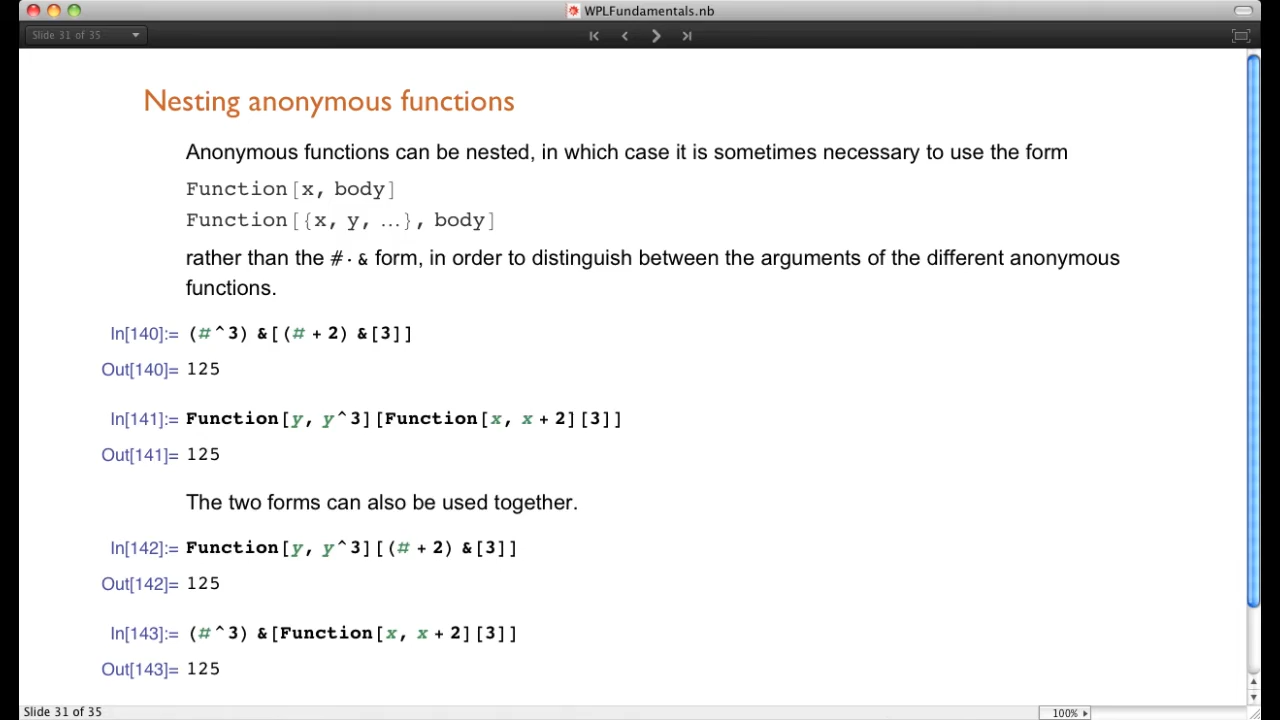 WPLFundamentals.nb
Slide 31 of 35
Nesting anonymous functions
Anonymous functions can be nested, in which case it is sometimes necessary to use the form
Function[x, body]
Function[{x, y, …}, body]
rather than the #·& form, in order to distinguish between the arguments of the different anonymous
functions.
In[140]:= (#^3) &[(# + 2) &[3]]
Out[140]= 125
In[141]:= Function[y, y^3][Function[x, x + 2][3]]
Out[141]= 125
The two forms can also be used together.
In[142]:= Function[y, y^3][(# + 2) &[3]]
Out[142]= 125
In[143]:= (#^3) &[Function[x, x + 2][3]]
Out[143]= 125
Slide 31 of 35
100%